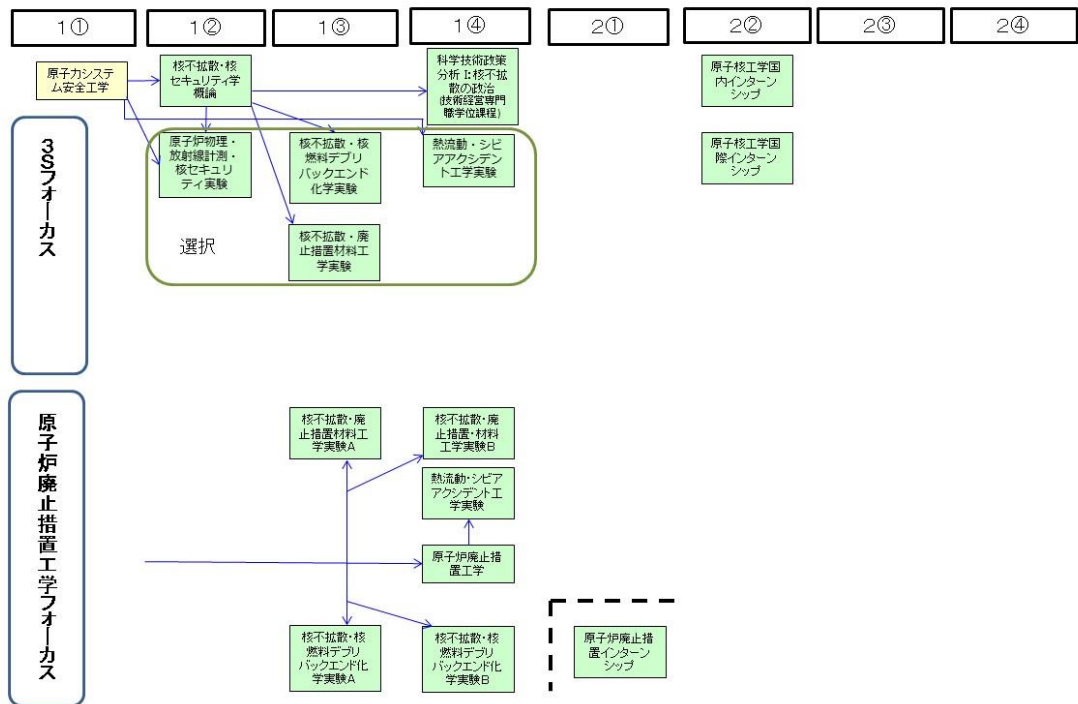 1①
1②
1③
1④
2①
2②
2③
2④
原子力システ
ム安全工学
核不拡散・核
セキュリティ学
概論
科学技術政策
分析 I：核不拡
散の政治
(技術経営専門
職学位課程)
原子核工学国
内インターン
シップ
3Sフォーカス
原子炉物理・
放射線計測・
核セキュリ
ティ実験
核不拡散・核
燃料デブリ
バックエンド
化学実験
熱流動・シビ
アアクシデン
ト工学実験
原子核工学国
際インターン
シップ
選択
核不拡散・廃
止措置材料工
学実験
原子炉廃止措置工学フォーカス
核不拡散・廃
止措置材料工
学実験A
核不拡散・廃
止措置・材料
工学実験B
熱流動・シビア
アクシデント工
学実験
原子炉廃止措
置工学
核不拡散・核
燃料デブリ
バックエンド化
学実験A
核不拡散・核
燃料デブリ
バックエンド化
学実験B
原子炉廃止措
置インターン
シップ